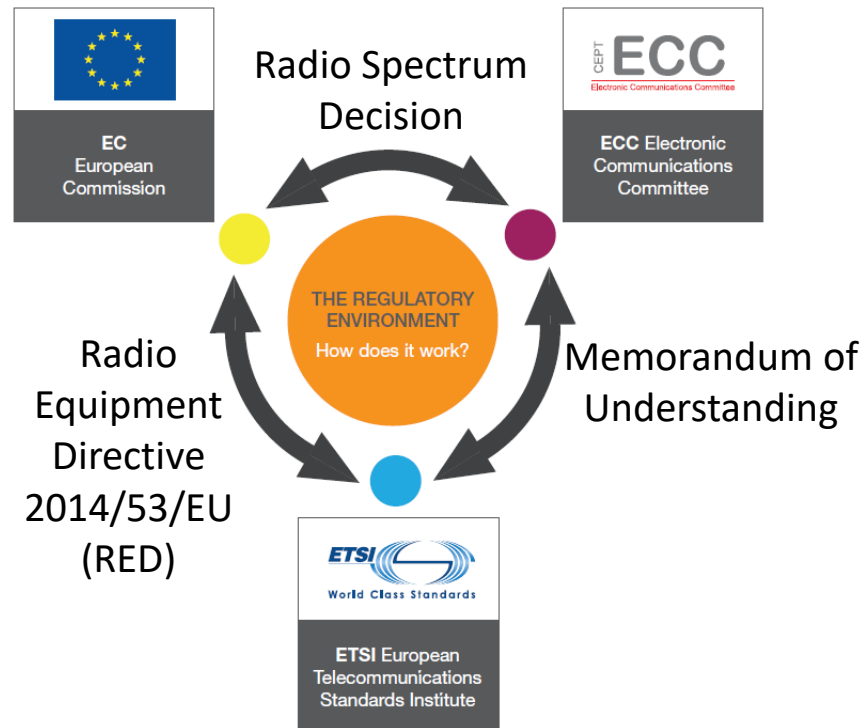 Radio Spectrum
Decision
EC
European
Commission
CEPT
ECC
Electronic Communications Committee
ECC Electronic
Communications
Committee
THE REGULATORY
ENVIRONMENT
How does it work?
Radio
Equipment
Directive
2014/53/EU
(RED)
Memorandum of
Understanding
ETSI
World Class Standards
ETSI European
Telecommunications
Standards Institute